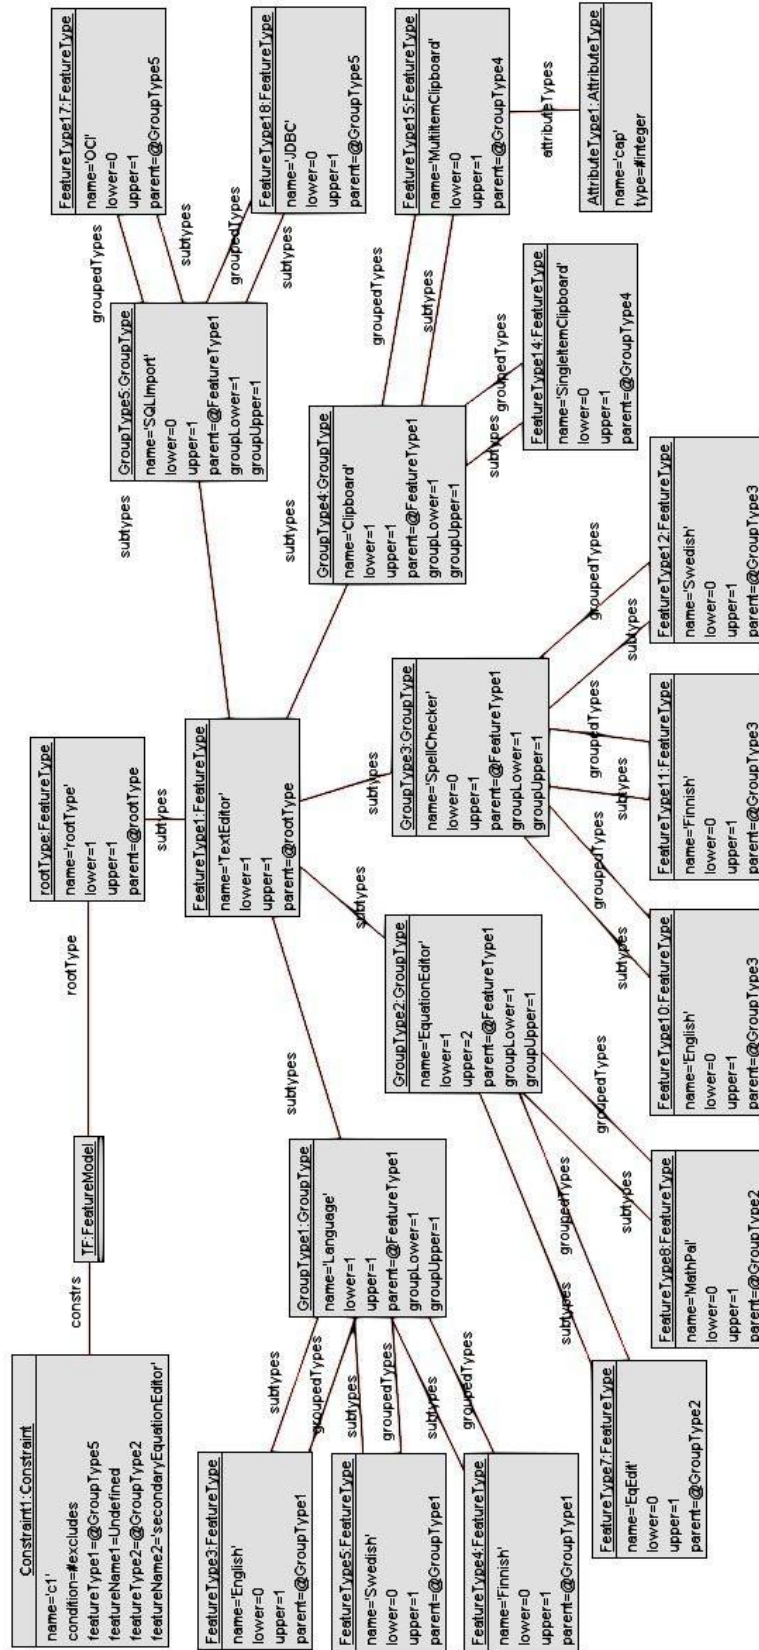 Constraint1:Constraint
name='c1'
condition=#excludes
featureType1=@GroupType5
featureName1=Undefined
featureType2=@GroupType2
featureName2='secondaryEquationEditor'
constrs
TF:FeatureModel
rootType
rootType:FeatureType
name='rootType'
lower=1
upper=1
parent=@rootType
subtypes
FeatureType1:FeatureType
name='TextEditor'
lower=1
upper=1
parent=@rootType
subtypes
GroupType5:GroupType
name='SQLImport'
lower=0
upper=1
parent=@FeatureType1
groupLower=1
groupUpper=1
groupedTypes
subtypes
FeatureType17:FeatureType
name='OCI'
lower=0
upper=1
parent=@GroupType5
groupedTypes
subtypes
FeatureType18:FeatureType
name='JDBC'
lower=0
upper=1
parent=@GroupType5
subtypes
GroupType4:GroupType
name='Clipboard'
lower=1
upper=1
parent=@FeatureType1
groupLower=1
groupUpper=1
groupedTypes
subtypes
FeatureType15:FeatureType
name='MultiItemClipboard'
lower=0
upper=1
parent=@GroupType4
attributeTypes
AttributeType1:AttributeType
name='cap'
type=#integer
groupedTypes
subtypes
FeatureType14:FeatureType
name='SingleItemClipboard'
lower=0
upper=1
parent=@GroupType4
subtypes
GroupType1:GroupType
name='Language'
lower=1
upper=1
parent=@FeatureType1
groupLower=1
groupUpper=1
subtypes
groupedTypes
FeatureType3:FeatureType
name='English'
lower=0
upper=1
parent=@GroupType1
subtypes
groupedTypes
FeatureType5:FeatureType
name='Swedish'
lower=0
upper=1
parent=@GroupType1
subtypes
groupedTypes
FeatureType4:FeatureType
name='Finnish'
lower=0
upper=1
parent=@GroupType1
subtypes
GroupType2:GroupType
name='EquationEditor'
lower=1
upper=2
parent=@FeatureType1
groupLower=1
groupUpper=1
subtypes
groupedTypes
FeatureType7:FeatureType
name='EqEdit'
lower=0
upper=1
parent=@GroupType2
subtypes
groupedTypes
FeatureType8:FeatureType
name='MathPal'
lower=0
upper=1
parent=@GroupType2
subtypes
GroupType3:GroupType
name='SpellChecker'
lower=0
upper=1
parent=@FeatureType1
groupLower=1
groupUpper=1
subtypes
groupedTypes
FeatureType10:FeatureType
name='English'
lower=0
upper=1
parent=@GroupType3
subtypes
groupedTypes
FeatureType11:FeatureType
name='Finnish'
lower=0
upper=1
parent=@GroupType3
subtypes
groupedTypes
FeatureType12:FeatureType
name='Swedish'
lower=0
upper=1
parent=@GroupType3